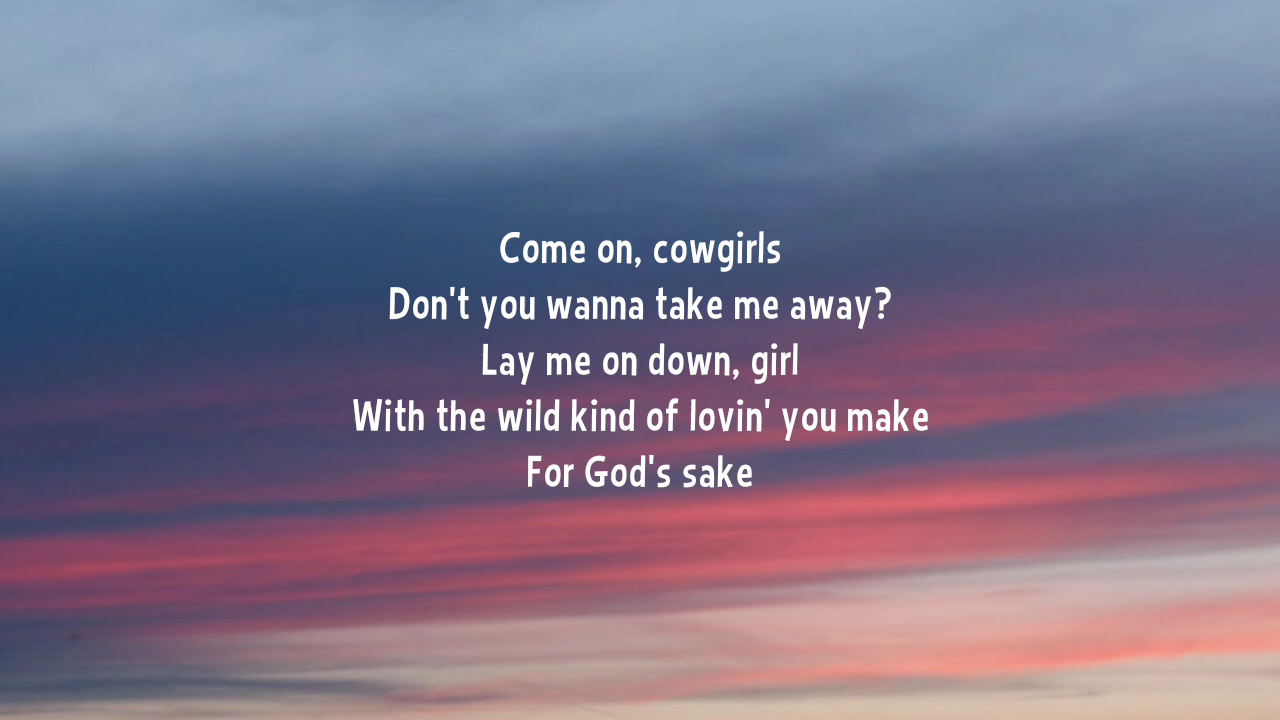 Come on, cowgirls
Don't you wanna take me away?
Lay me on down, girl
With the wild kind of lovin' you make
For God's sake